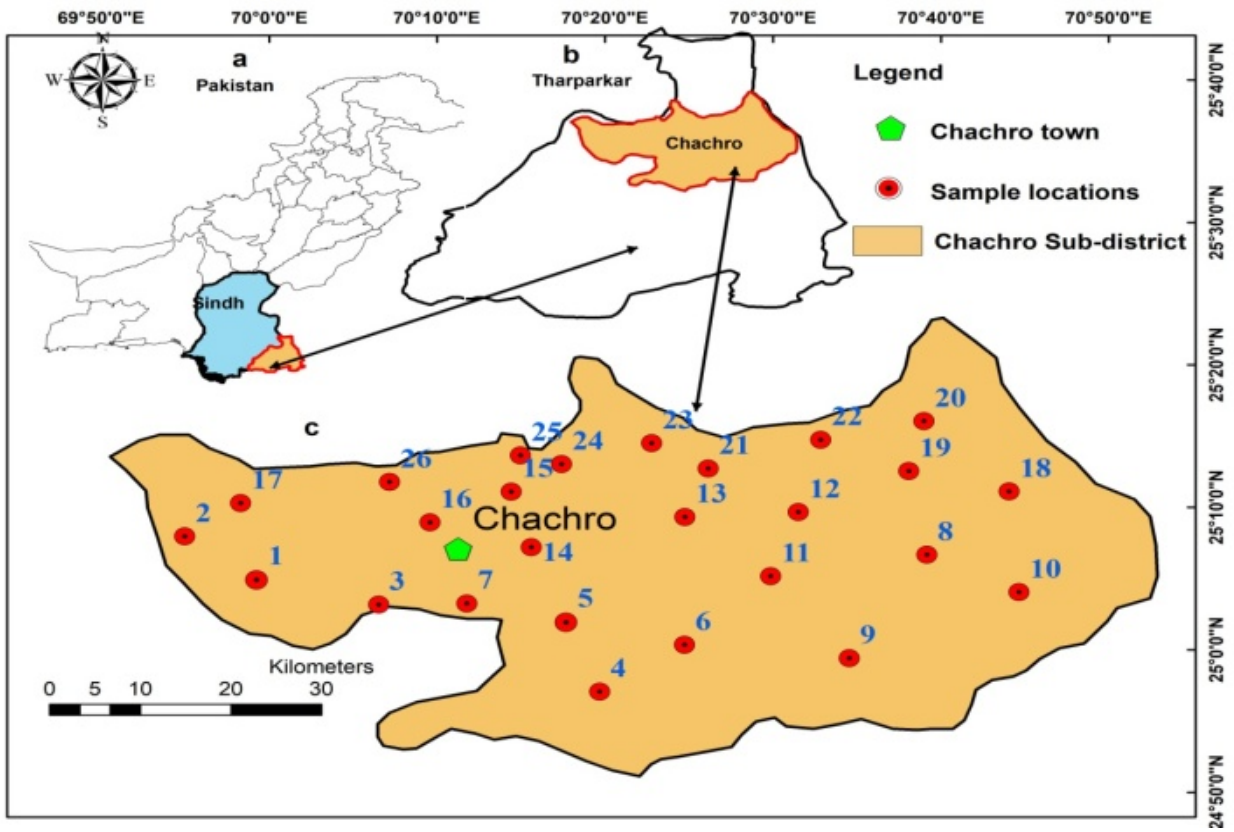 69°50'0"E 70°0'0"E 70°10'0"E 70°20'0"E 70°30'0"E 70°40'0"E 70°50'0"E
N
W E
S
a
Pakistan
b
Tharparkar
Chachro
Sindh
Legend
Chachro town
Sample locations
Chachro Sub-district
25°40'0"N
25°30'0"N
25°20'0"N
25°10'0"N
25°0'0"N
24°50'0"N
c
20
22
23
25
24
21
19
26
15
18
17
16
13
12
2
Chachro
14
8
1
11
10
3
7
5
6
9
4
Kilometers
0 5 10 20 30